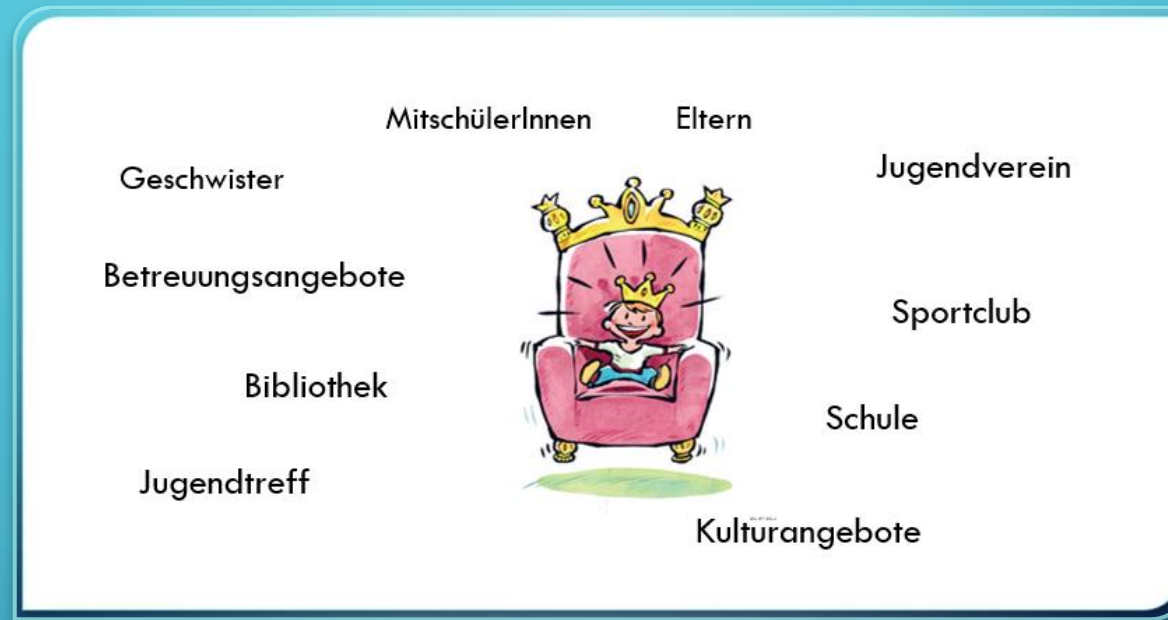 MitschülerInnen
Eltern
Jugendverein
Geschwister
Betreuungsangebote
Sportclub
Bibliothek
Schule
Jugendtreff
Kulturangebote